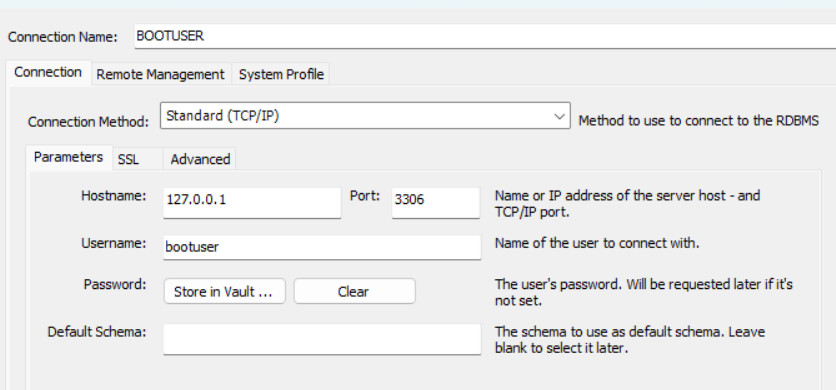 Connection Name: BOOTUSER
Connection Remote Management System Profile
Connection Method: Standard (TCP/IP) Method to use to connect to the RDBMS
Parameters SSL Advanced
Hostname: 127.0.0.1 Port: 3306 Name or IP address of the server host - and
TCP/IP port.
Username: bootuser Name of the user to connect with.
Password: Store in Vault ... Clear The user's password. Will be requested later if it's
not set.
Default Schema: The schema to use as default schema. Leave
blank to select it later.